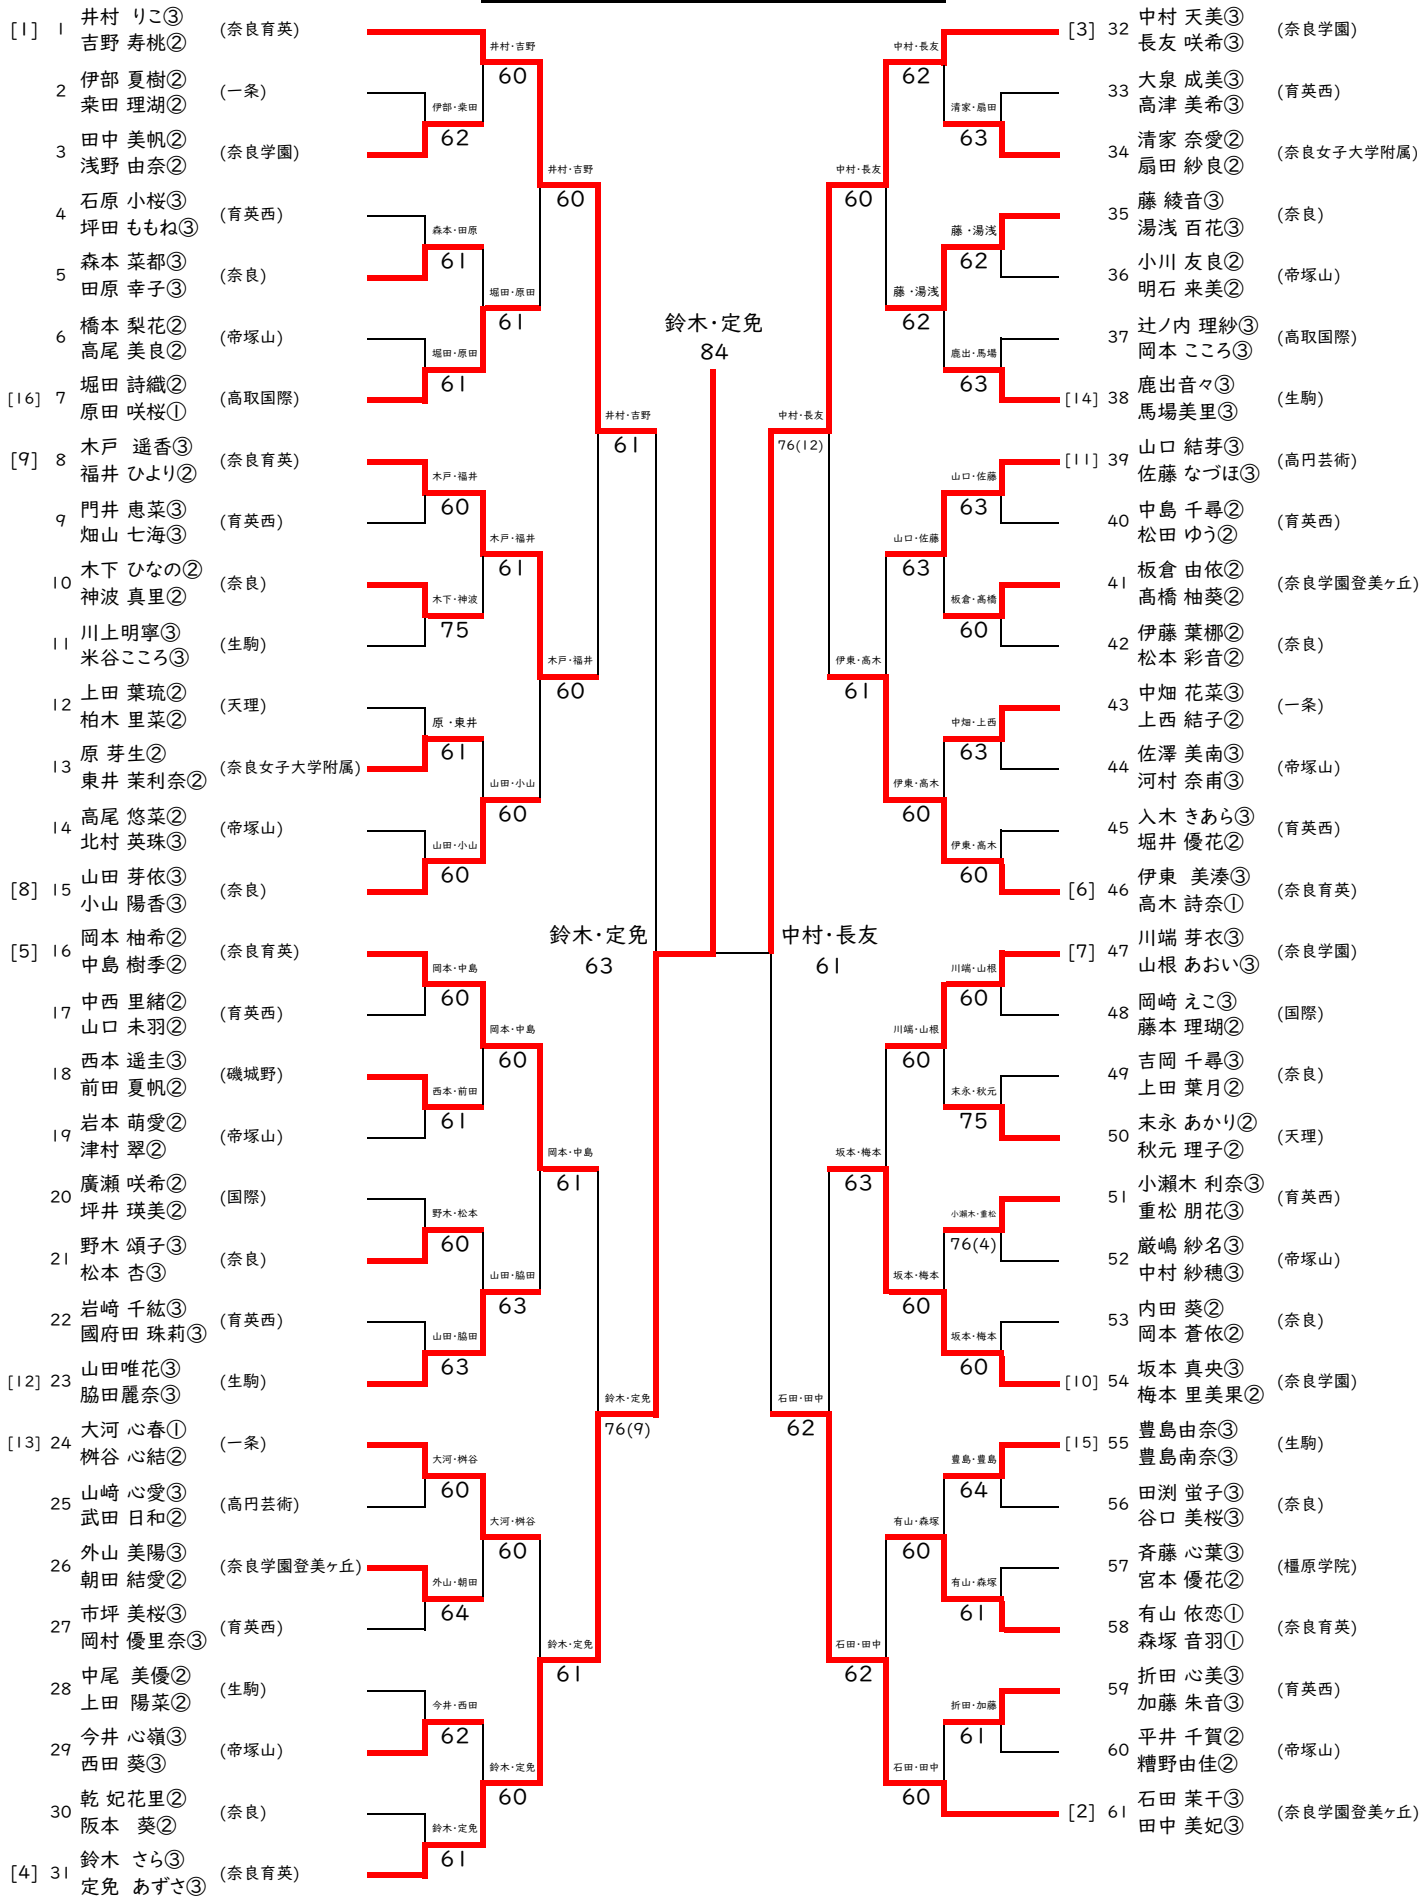 [1] 1 井村 りこ③ (奈良育英)
吉野 寿桃②
2 伊部 夏樹② (一条)
桒田 理湖②
3 田中 美帆② (奈良学園)
浅野 由奈②
4 石原 小桜③ (育英西)
坪田 ももね③
5 森本 菜都③ (奈良)
田原 幸子③
6 橋本 梨花② (帝塚山)
高尾 美良②
[16] 7 堀田 詩織② (高取国際)
原田 咲桜①
[9] 8 木戸 遥香③ (奈良育英)
福井 ひより②
9 門井 恵菜③ (育英西)
畑山 七海③
10 木下 ひなの② (奈良)
神波 真里②
11 川上明寧③ (生駒)
米谷こころ③
12 上田 葉琉② (天理)
柏木 里菜②
13 原 芽生② (奈良女子大学附属)
東井 茉利奈②
14 高尾 悠菜② (帝塚山)
北村 英珠③
[8] 15 山田 芽依③ (奈良)
小山 陽香③
[5] 16 岡本 柚希② (奈良育英)
中島 樹季②
17 中西 里緒② (育英西)
山口 未羽②
18 西本 遥圭③ (磯城野)
前田 夏帆②
19 岩本 萌愛② (帝塚山)
津村 翠②
20 廣瀬 咲希② (国際)
坪井 瑛美②
21 野木 頌子③ (奈良)
松本 杏③
22 岩﨑 千紘③ (育英西)
國府田 珠莉③
[12] 23 山田唯花③ (生駒)
脇田麗奈③
[13] 24 大河 心春① (一条)
桝谷 心結②
25 山﨑 心愛③ (高円芸術)
武田 日和②
26 外山 美陽③ (奈良学園登美ヶ丘)
朝田 結愛②
27 市坪 美桜③ (育英西)
岡村 優里奈③
28 中尾 美優② (生駒)
上田 陽菜②
29 今井 心嶺③ (帝塚山)
西田 葵③
30 乾 妃花里② (奈良)
阪本 葵②
[4] 31 鈴木 さら③ (奈良育英)
定免 あずさ③
井村・吉野
60
伊部・桒田
62
井村・吉野
60
森本・田原
61
堀田・原田
61
堀田・原田
61
井村・吉野
61
木戸・福井
60
木戸・福井
61
木下・神波
75
木戸・福井
60
原・東井
61
山田・小山
60
山田・小山
60
鈴木・定免
63
岡本・中島
60
岡本・中島
60
西本・前田
61
岡本・中島
61
野木・松本
60
山田・脇田
63
山田・脇田
63
鈴木・定免
76(9)
大河・桝谷
60
大河・桝谷
60
外山・朝田
64
鈴木・定免
61
今井・西田
62
鈴木・定免
60
鈴木・定免
61
鈴木・定免
84
中村・長友
62
清家・扇田
63
中村・長友
60
藤・湯浅
62
藤・湯浅
62
鹿出・馬場
63
中村・長友
76(12)
山口・佐藤
63
山口・佐藤
63
板倉・髙橋
60
伊東・高木
61
中畑・上西
63
伊東・高木
60
伊東・高木
60
中村・長友
61
川端・山根
60
川端・山根
60
末永・秋元
75
坂本・梅本
63
小瀬木・重松
76(4)
坂本・梅本
60
坂本・梅本
60
石田・田中
62
豊島・豊島
64
有山・森塚
60
有山・森塚
61
石田・田中
62
折田・加藤
61
石田・田中
60
[3] 32 中村 天美③ (奈良学園)
長友 咲希③
33 大泉 成美③ (育英西)
高津 美希③
34 清家 奈愛② (奈良女子大学附属)
扇田 紗良②
35 藤 綾音③ (奈良)
湯浅 百花③
36 小川 友良② (帝塚山)
明石 来美②
37 辻ノ内 理紗③ (高取国際)
岡本 こころ③
[14] 38 鹿出音々③ (生駒)
馬場美里③
[11] 39 山口 結芽③ (高円芸術)
佐藤 なづほ③
40 中島 千尋② (育英西)
松田 ゆう②
41 板倉 由依② (奈良学園登美ヶ丘)
髙橋 柚葵②
42 伊藤 葉梛② (奈良)
松本 彩音②
43 中畑 花菜③ (一条)
上西 結子②
44 佐澤 美南③ (帝塚山)
河村 奈甫③
45 入木 きあら③ (育英西)
堀井 優花②
[6] 46 伊東 美湊③ (奈良育英)
高木 詩奈①
[7] 47 川端 芽衣③ (奈良学園)
山根 あおい③
48 岡﨑 えこ③ (国際)
藤本 理瑚②
49 吉岡 千尋③ (奈良)
上田 葉月②
50 末永 あかり② (天理)
秋元 理子②
51 小瀬木 利奈③ (育英西)
重松 朋花③
52 厳嶋 紗名③ (帝塚山)
中村 紗穂③
53 内田 葵② (奈良)
岡本 蒼依②
[10] 54 坂本 真央③ (奈良学園)
梅本 里美果②
[15] 55 豊島由奈③ (生駒)
豊島南奈③
56 田渕 蛍子③ (奈良)
谷口 美桜③
57 斉藤 心葉③ (橿原学院)
宮本 優花②
58 有山 依恋① (奈良育英)
森塚 音羽①
59 折田 心美③ (育英西)
加藤 朱音③
60 平井 千賀② (帝塚山)
糟野由佳②
[2] 61 石田 茉千③ (奈良学園登美ヶ丘)
田中 美妃③